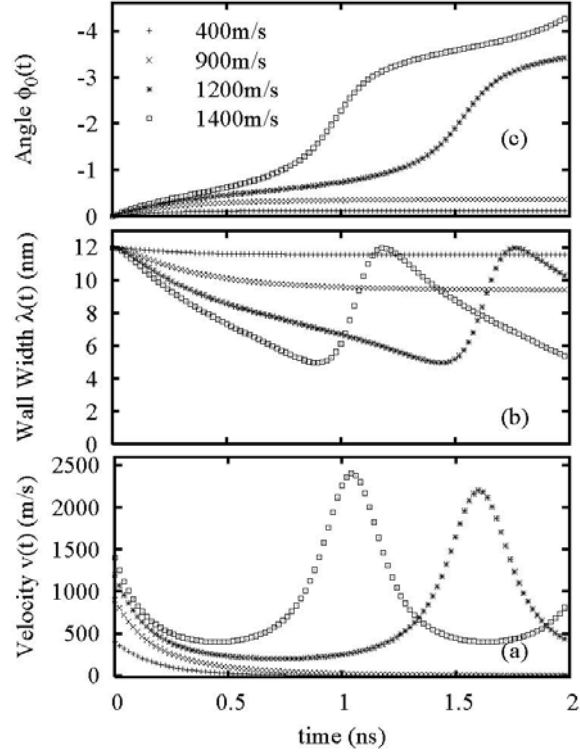 Angle ϕ0(t)
-4
-3
-2
-1
0
400m/s
900m/s
1200m/s
1400m/s
(c)
Wall Width λ(t) (nm)
12
10
8
6
4
2
0
(b)
Velocity v(t) (m/s)
2500
2000
1500
1000
500
0
(a)
0 0.5 1 1.5 2
time (ns)